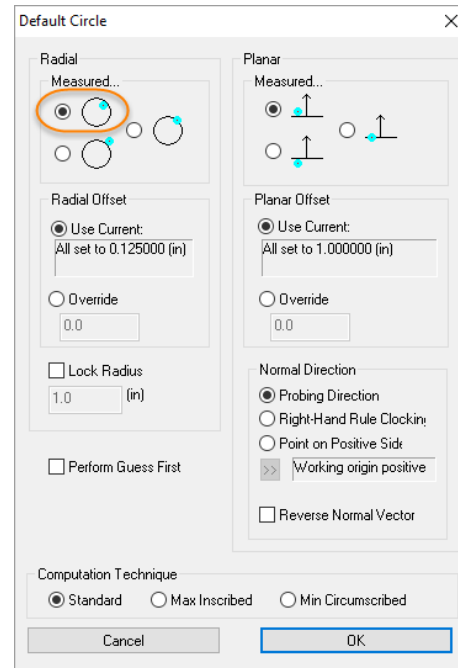 Default Circle
Radial
Measured...
Radial Offset
Use Current:
All set to 0.125000 (in)
Override
0.0
Lock Radius
1.0 (in)
Perform Guess First
Planar
Measured...
Planar Offset
Use Current:
All set to 1.000000 (in)
Override
0.0
Normal Direction
Probing Direction
Right-Hand Rule Clocking
Point on Positive Side
>> Working origin positive
Reverse Normal Vector
Computation Technique
Standard Max Inscribed Min Circumscribed
Cancel OK